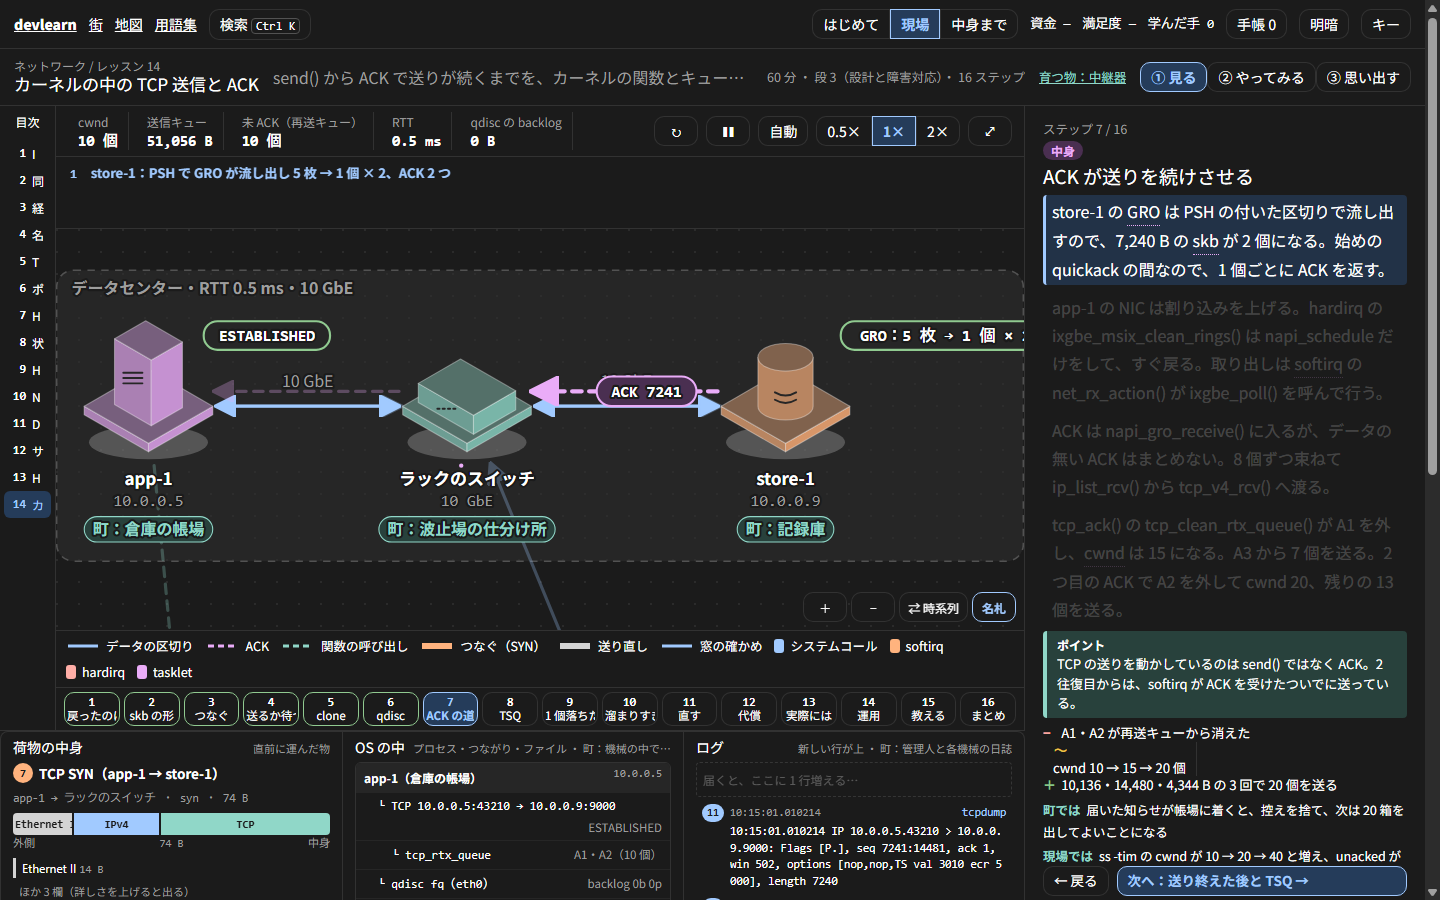 devlearn 街 地図 用語集 検索 Ctrl K はじめて 現場 中身まで 資金 – 満足度 – 学んだ手 0 手帳 0 明暗 キー
ネットワーク / レッスン 14
カーネルの中の TCP 送信と ACK send() から ACK で送りが続くまでを、カーネルの関数とキュー… 60 分・段 3（設計と障害対応）・16 ステップ 育つ物：中継器 ① 見る ② やってみる ③ 思い出す
目次
1 I
2 同
3 経
4 名
5 T
6 ポ
7 H
8 状
9 H
10 N
11 D
12 サ
13 H
14 カ
cwnd 送信キュー 未 ACK（再送キュー） RTT qdisc の backlog
10 個 51,056 B 10 個 0.5 ms 0 B
↻ 自動 0.5× 1× 2× ⤢
1 store-1：PSH で GRO が流し出し 5 枚 → 1 個 × 2、ACK 2 つ
データセンター・RTT 0.5 ms・10 GbE
ESTABLISHED
GRO：5 枚 → 1 個 ×
10 GbE
ACK 7241
app-1
10.0.0.5
町：倉庫の帳場
ラックのスイッチ
10 GbE
町：波止場の仕分け所
store-1
10.0.0.9
町：記録庫
+ − ⇄ 時系列 名札
データの区切り ACK 関数の呼び出し つなぐ（SYN） 送り直し 窓の確かめ システムコール softirq
hardirq tasklet
1 戻ったの
2 skb の形
3 つなぐ
4 送るか待
5 clone
6 qdisc
7 ACK の道
8 TSQ
9 1 個落ち
10 溜まりす
11 直す
12 代償
13 実際には
14 運用
15 教える
16 まとめ
荷物の中身 直前に運んだ物
7 TCP SYN（app-1 → store-1）
app-1 → ラックのスイッチ ・ syn ・ 74 B
Ethernet IPv4 TCP
外側 74 B 中身
Ethernet II 14 B
ほか 3 欄（詳しさを上げると出る）
OS の中 プロセス・つながり・ファイル ・ 町：機械の中で…
app-1（倉庫の帳場） 10.0.0.5
└ TCP 10.0.0.5:43210 → 10.0.0.9:9000
ESTABLISHED
└ tcp_rtx_queue A1・A2（10 個）
└ qdisc fq（eth0） backlog 0b 0p
ログ 新しい行が上 ・ 町：管理人と各機械の日誌
届くと、ここに 1 行増える…
11 10:15:01.010214 tcpdump
10:15:01.010214 IP 10.0.0.5.43210 > 10.0.0.
9.9000: Flags [P.], seq 7241:14481, ack 1,
win 502, options [nop,nop,TS val 3010 ecr 5
000], length 7240
ステップ 7 / 16
中身
ACK が送りを続けさせる
store-1 の GRO は PSH の付いた区切りで流し出
すので、7,240 B の skb が 2 個になる。始めの
quickack の間なので、1 個ごとに ACK を返す。
app-1 の NIC は割り込みを上げる。hardirq の
ixgbe_msix_clean_rings() は napi_schedule だ
けをして、すぐ戻る。取り出しは softirq の
net_rx_action() が ixgbe_poll() を呼んで行う。
ACK は napi_gro_receive() に入るが、データの
無い ACK はまとめない。8 個ずつ束ねて
ip_list_rcv() から tcp_v4_rcv() へ渡る。
tcp_ack() の tcp_clean_rtx_queue() が A1 を外
し、cwnd は 15 になる。A3 から 7 個を送る。2
つ目の ACK で A2 を外して cwnd 20、残りの 13
個を送る。
ポイント
TCP の送りを動かしているのは send() ではなく ACK。2
往復目からは、softirq が ACK を受けたついでに送ってい
る。
− A1・A2 が再送キューから消えた
〜
cwnd 10 → 15 → 20 個
+ 10,136・14,480・4,344 B の 3 回で 20 個を送る
町では 届いた知らせが帳場に着くと、控えを捨て、次は 20 箱を
出してよいことになる
現場では ss -tim の cwnd が 10 → 20 → 40 と増え、unacked が
← 戻る 次へ：送り終えた後と TSQ →